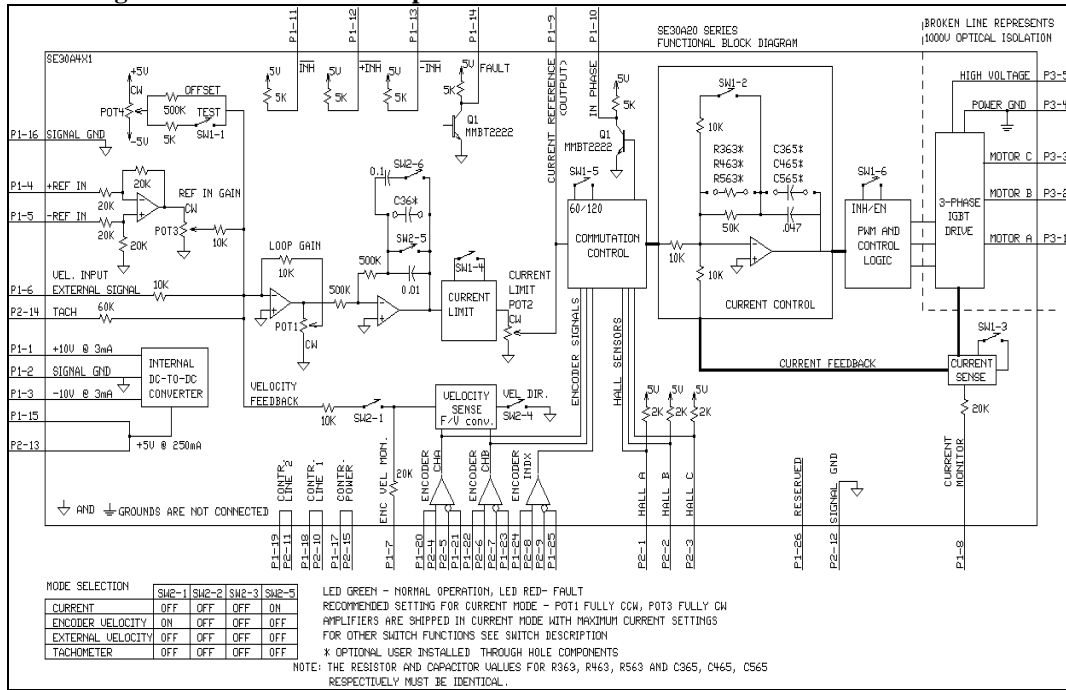 P1-11
P1-12
P1-13
P1-14
P1-9
P1-10
SE30A20 SERIES
FUNCTIONAL BLOCK DIAGRAM
BROKEN LINE REPRESENTS
1000V OPTICAL ISOLATION
SE30A4X1
+5V
CW
POT4
-5V
OFFSET
500K
TEST
5K
SW1-1
5V
INH
5K
5V
+INH
5K
5V
-INH
5K
5V
FAULT
5K
Q1
MMBT2222
CURRENT REFERENCE
(OUTPUT)
IN PHASE
5V
5K
Q1
MMBT2222
SW1-2
10K
R363*
R463*
R563*
C365*
C465*
C565*
50K
.047
10K
10K
CURRENT CONTROL
SW1-5
60/120
COMMUTATION
CONTROL
SW1-6
INH/EN
PWM AND
CONTROL
LOGIC
3-PHASE
IGBT
DRIVE
HIGH VOLTAGE
P3-5
POWER GND
P3-4
MOTOR C
P3-3
MOTOR B
P3-2
MOTOR A
P3-1
P1-16 SIGNAL GND
P1-4 +REF IN
P1-5 -REF IN
20K
20K
20K
20K
REF IN GAIN
CW
POT3
10K
VEL. INPUT
P1-6 EXTERNAL SIGNAL
10K
P2-14 TACH
60K
LOOP GAIN
10K
POT1
CW
500K
500K
0.1
SW2-6
C36*
SW2-5
0.01
SW1-4
CURRENT
LIMIT
CURRENT
LIMIT
POT2
CW
P1-1 +10V @ 3mA
P1-2 SIGNAL GND
P1-3 -10V @ 3mA
P1-15
P2-13
+5V @ 250mA
INTERNAL
DC-TO-DC
CONVERTER
VELOCITY
FEEDBACK
10K
SW2-1
VELOCITY
SENSE
F/V conv.
VEL DIR.
SW2-4
ENCODER SIGNALS
HALL SENSORS
CURRENT FEEDBACK
SW1-3
CURRENT
SENSE
20K
5V
2K
5V
2K
5V
2K
CONTR.
LINE 2
CONTR.
LINE 1
CONTR.
POWER
ENC VEL MON.
20K
ENCODER
CHA
ENCODER
CHB
ENCODER
INDX
HALL A
HALL B
HALL C
RESERVED
SIGNAL GND
CURRENT
MONITOR
AND GROUNDS ARE NOT CONNECTED
P1-19
P2-11
P1-18
P2-10
P1-17
P2-15
P1-7
P1-20
P2-4
P2-5
P1-21
P1-22
P2-6
P2-7
P1-23
P1-24
P2-8
P2-9
P1-25
P2-1
P2-2
P2-3
P1-26
P2-12
P1-8
MODE SELECTION SW2-1 SW2-2 SW2-3 SW2-5
CURRENT OFF OFF OFF ON
ENCODER VELOCITY ON OFF OFF OFF
EXTERNAL VELOCITY OFF OFF OFF OFF
TACHOMETER OFF OFF OFF OFF
LED GREEN - NORMAL OPERATION, LED RED- FAULT
RECOMMENDED SETTING FOR CURRENT MODE - POT1 FULLY CCW, POT3 FULLY CW
AMPLIFIERS ARE SHIPPED IN CURRENT MODE WITH MAXIMUM CURRENT SETTINGS
FOR OTHER SWITCH FUNCTIONS SEE SWITCH DESCRIPTION
* OPTIONAL USER INSTALLED THROUGH HOLE COMPONENTS
NOTE: THE RESISTOR AND CAPACITOR VALUES FOR R363, R463, R563 AND C365, C465, C565
RESPECTIVELY MUST BE IDENTICAL.